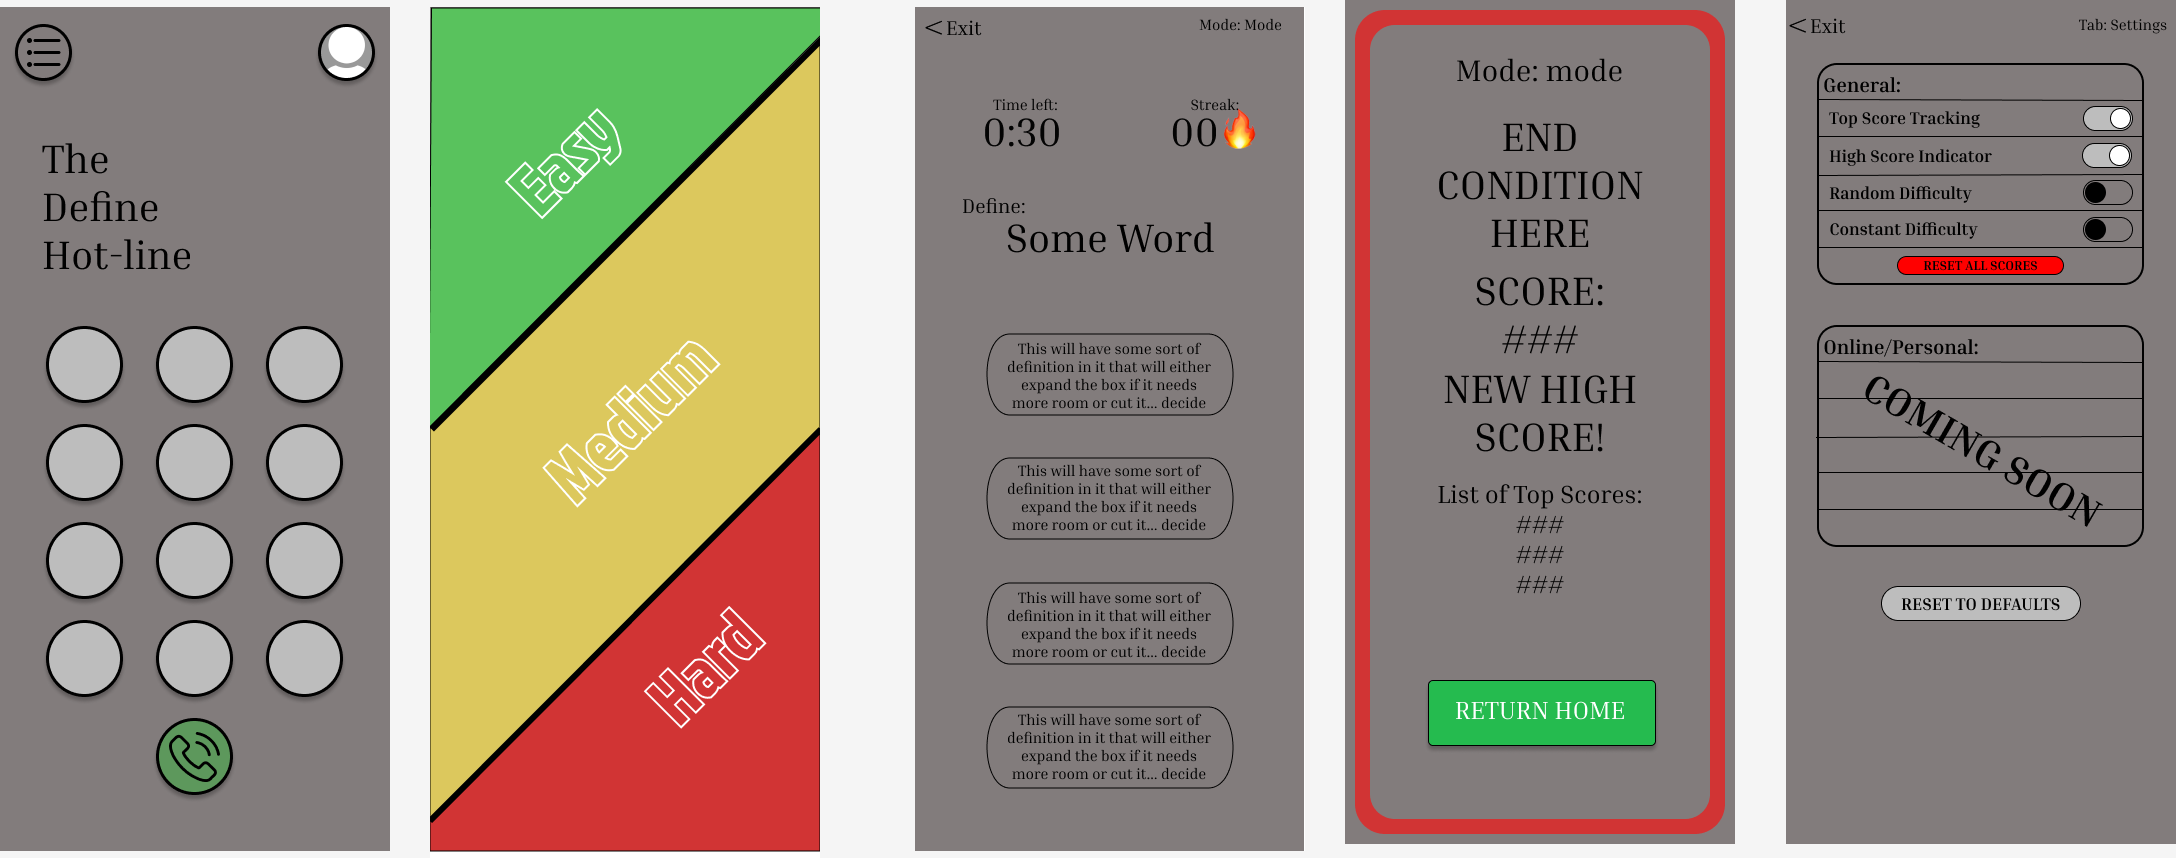 The
Define
Hot-line
Easy
Medium
Hard
< Exit
Mode: Mode
Time left:
0:30
Streak:
00🔥
Define:
Some Word
This will have some sort of
definition in it that will either
expand the box if it needs
more room or cut it... decide
This will have some sort of
definition in it that will either
expand the box if it needs
more room or cut it... decide
This will have some sort of
definition in it that will either
expand the box if it needs
more room or cut it... decide
This will have some sort of
definition in it that will either
expand the box if it needs
more room or cut it... decide
Mode: mode
END
CONDITION
HERE
SCORE:
###
NEW HIGH
SCORE!
List of Top Scores:
###
###
###
RETURN HOME
< Exit
Tab: Settings
General:
Top Score Tracking
High Score Indicator
Random Difficulty
Constant Difficulty
RESET ALL SCORES
Online/Personal:
COMING SOON
RESET TO DEFAULTS